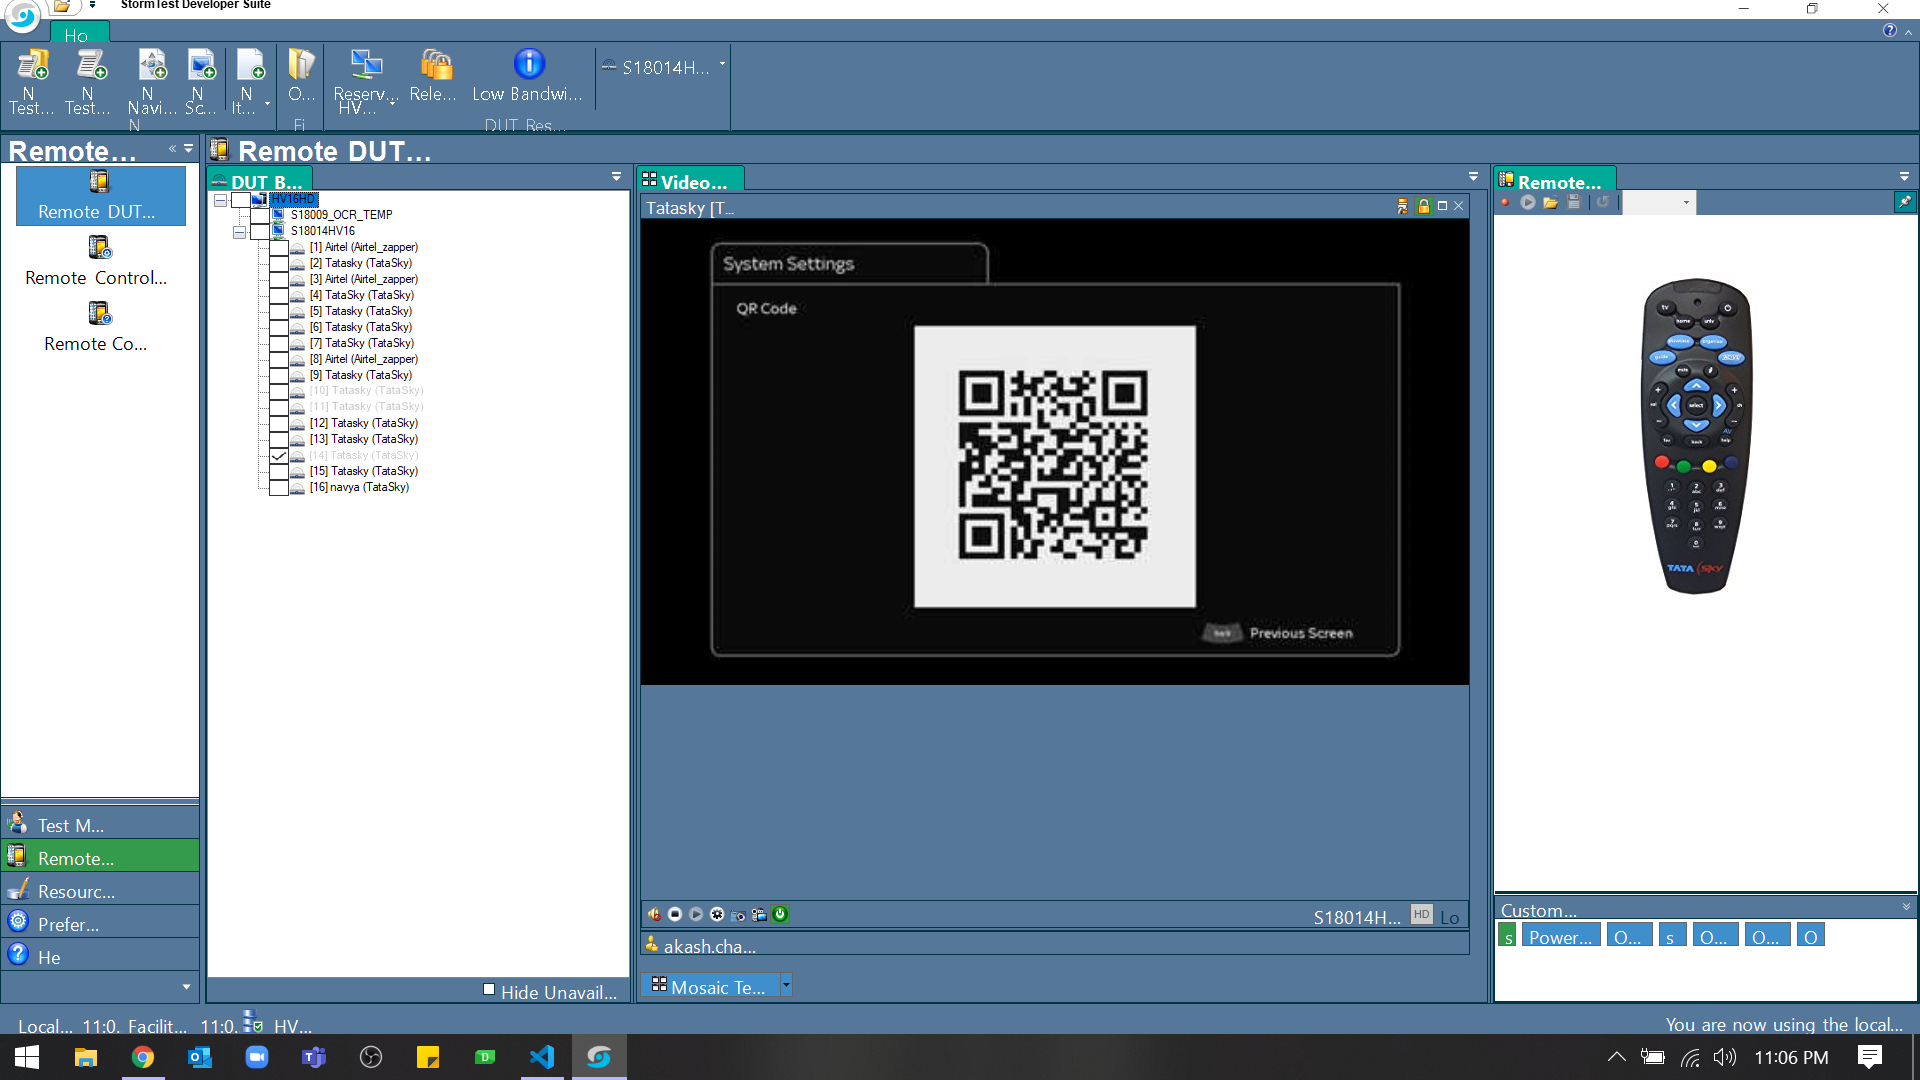 StormTest Developer Suite
Ho
N Test...
N Test...
N Navi...
N Sc...
N It...
O...
Reserv... HV...
Rele...
Low Bandwi...
S18014H...
N
Fi
DUT Res...
Remote...
Remote DUT...
Remote Control...
Remote Co...
Test M...
Remote...
Resourc...
Prefer...
He
Remote DUT...
DUT B...
HV16HD
S18009_OCR_TEMP
S18014HV16
[1] Airtel (Airtel_zapper)
[2] Tatasky (TataSky)
[3] Airtel (Airtel_zapper)
[4] TataSky (TataSky)
[5] Tatasky (TataSky)
[6] Tatasky (TataSky)
[7] TataSky (TataSky)
[8] Airtel (Airtel_zapper)
[9] Tatasky (TataSky)
[10] Tatasky (TataSky)
[11] Tatasky (TataSky)
[12] Tatasky (TataSky)
[13] Tatasky (TataSky)
[14] Tatasky (TataSky)
[15] Tatasky (TataSky)
[16] navya (TataSky)
Hide Unavail...
Video...
Tatasky [T...
System Settings
QR Code
back Previous Screen
S18014H... HD Lo
akash.cha...
Mosaic Te...
Remote...
tv
home
guide
select
back
help
TATA Sky
Custom...
s Power... O... s O... O... O
Local... 11:0. Facilit... 11:0. HV...
You are now using the local...
11:06 PM